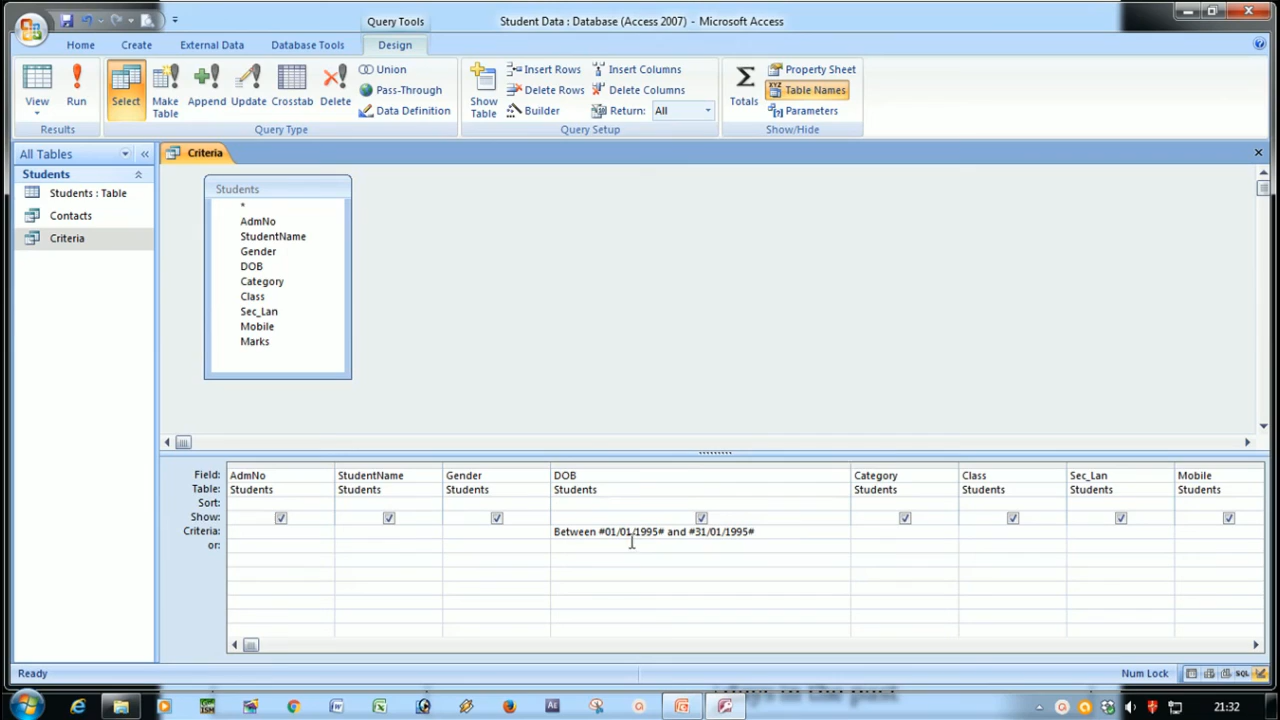 Query Tools
Student Data : Database (Access 2007) - Microsoft Access
Home Create External Data Database Tools Design
View
Run
Select
Make Table
Append
Update
Crosstab
Delete
Union
Pass-Through
Data Definition
Show Table
Insert Rows
Delete Rows
Builder
Insert Columns
Delete Columns
Return: All
Totals
Property Sheet
Table Names
Parameters
Results
Query Type
Query Setup
Show/Hide
All Tables
Students
Students : Table
Contacts
Criteria
Criteria
Students
*
AdmNo
StudentName
Gender
DOB
Category
Class
Sec_Lan
Mobile
Marks
Field: AdmNo StudentName Gender DOB Category Class Sec_Lan Mobile
Table: Students Students Students Students Students Students Students Students
Sort:
Show:
Criteria: Between #01/01/1995# and #31/01/1995#
or:
Ready
Num Lock
SQL
21:32